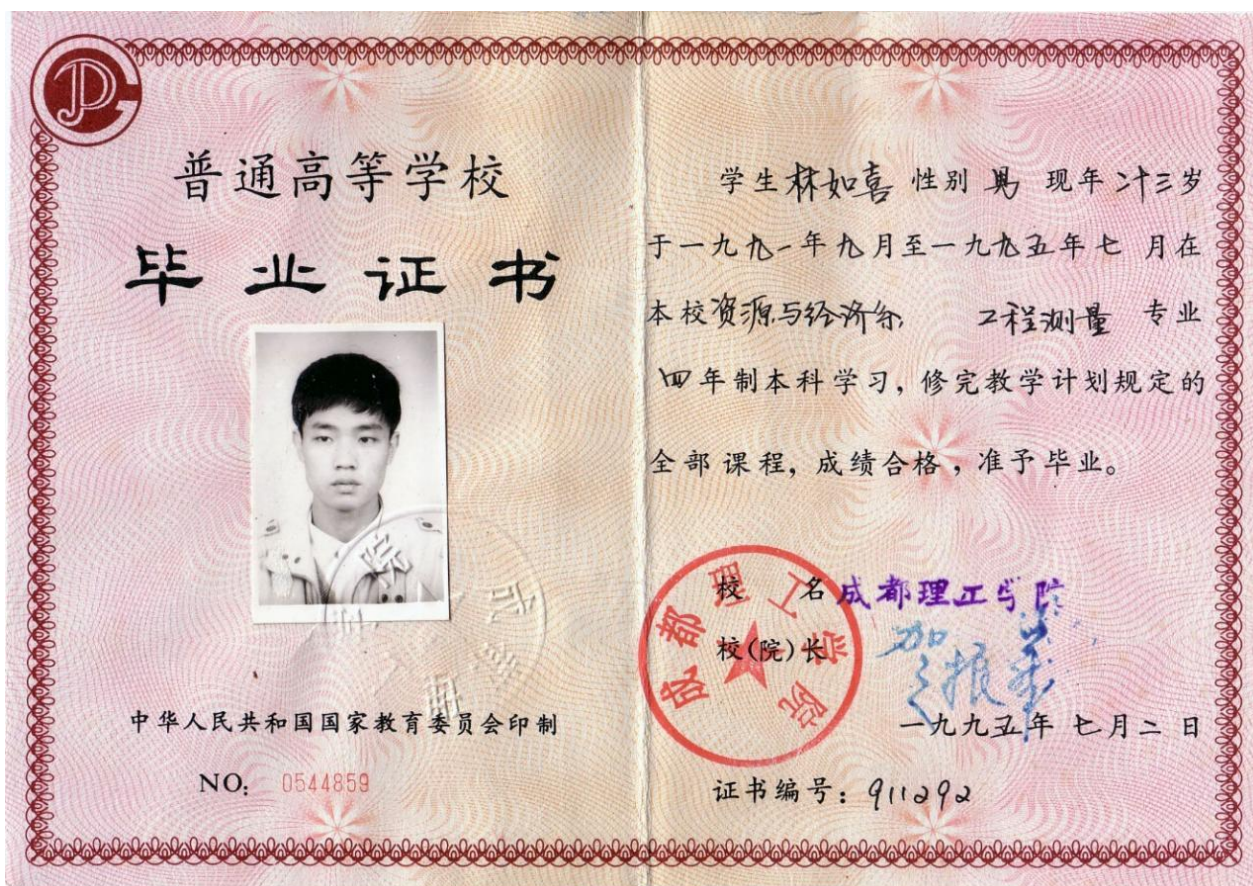 普通高等学校
毕业证书
中华人民共和国国家教育委员会印制
NO: 0544859
学生林如喜 性别 男 现年 廿三岁
于一九九一年九月至一九九五年七 月在
本校资源与经济系 工程测量 专业
四年制本科学习,修完教学计划规定的
全部课程,成绩合格,准予毕业。
校 名 成都理工学院
校(院)长 贺振华
成都理工学院
一九九五年 七月二 日
证书编号:911292